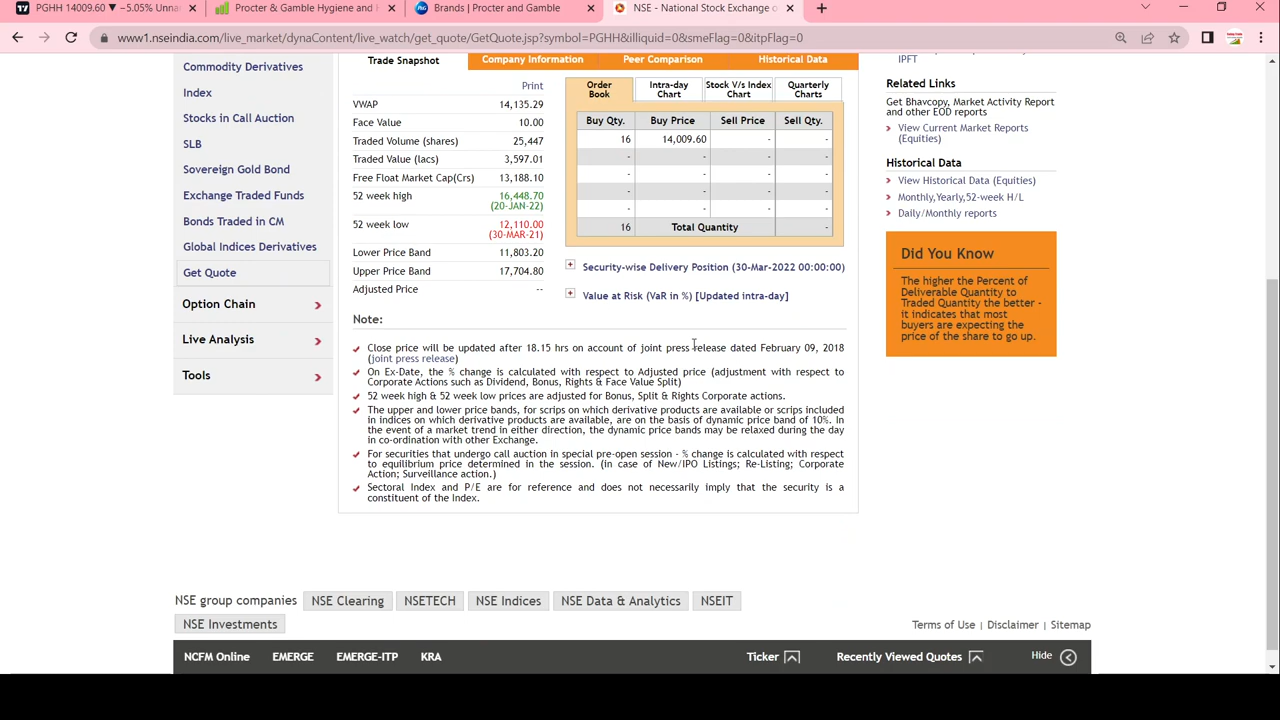 PGHH 14009.60 ▼ −5.05% Unna
Procter & Gamble Hygiene and H
Brands | Procter and Gamble
NSE - National Stock Exchange o
www1.nseindia.com/live_market/dynaContent/live_watch/get_quote/GetQuote.jsp?symbol=PGHH&illiquid=0&smeFlag=0&itpFlag=0
Commodity Derivatives
Index
Stocks in Call Auction
SLB
Sovereign Gold Bond
Exchange Traded Funds
Bonds Traded in CM
Global Indices Derivatives
Get Quote
Option Chain
Live Analysis
Tools
Trade Snapshot
Company Information
Peer Comparison
Historical Data
Print
VWAP 14,135.29
Face Value 10.00
Traded Volume (shares) 25,447
Traded Value (lacs) 3,597.01
Free Float Market Cap(Crs) 13,188.10
52 week high 16,448.70
(20-JAN-22)
52 week low 12,110.00
(30-MAR-21)
Lower Price Band 11,803.20
Upper Price Band 17,704.80
Adjusted Price --
Order Book
Intra-day Chart
Stock V/s Index Chart
Quarterly Charts
Buy Qty. Buy Price Sell Price Sell Qty.
16 14,009.60 - -
- - - -
- - - -
- - - -
- - - -
16 Total Quantity -
Security-wise Delivery Position (30-Mar-2022 00:00:00)
Value at Risk (VaR in %) [Updated intra-day]
Note:
Close price will be updated after 18.15 hrs on account of joint press release dated February 09, 2018
(joint press release)
On Ex-Date, the % change is calculated with respect to Adjusted price (adjustment with respect to
Corporate Actions such as Dividend, Bonus, Rights & Face Value Split)
52 week high & 52 week low prices are adjusted for Bonus, Split & Rights Corporate actions.
The upper and lower price bands, for scrips on which derivative products are available or scrips included
in indices on which derivative products are available, are on the basis of dynamic price band of 10%. In
the event of a market trend in either direction, the dynamic price bands may be relaxed during the day
in co-ordination with other Exchange.
For securities that undergo call auction in special pre-open session - % change is calculated with respect
to equilibrium price determined in the session. (in case of New/IPO Listings; Re-Listing; Corporate
Action; Surveillance action.)
Sectoral Index and P/E are for reference and does not necessarily imply that the security is a
constituent of the Index.
IPFT
Related Links
Get Bhavcopy, Market Activity Report
and other EOD reports
View Current Market Reports
(Equities)
Historical Data
View Historical Data (Equities)
Monthly,Yearly,52-week H/L
Daily/Monthly reports
Did You Know
The higher the Percent of
Deliverable Quantity to
Traded Quantity the better -
it indicates that most
buyers are expecting the
price of the share to go up.
NSE group companies NSE Clearing NSETECH NSE Indices NSE Data & Analytics NSEIT
NSE Investments
Terms of Use | Disclaimer | Sitemap
NCFM Online EMERGE EMERGE-ITP KRA
Ticker Recently Viewed Quotes Hide